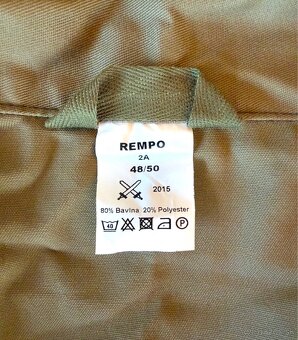 REMPO
2A
48/50
2015
80% Bavlna 20% Polyester
40 P